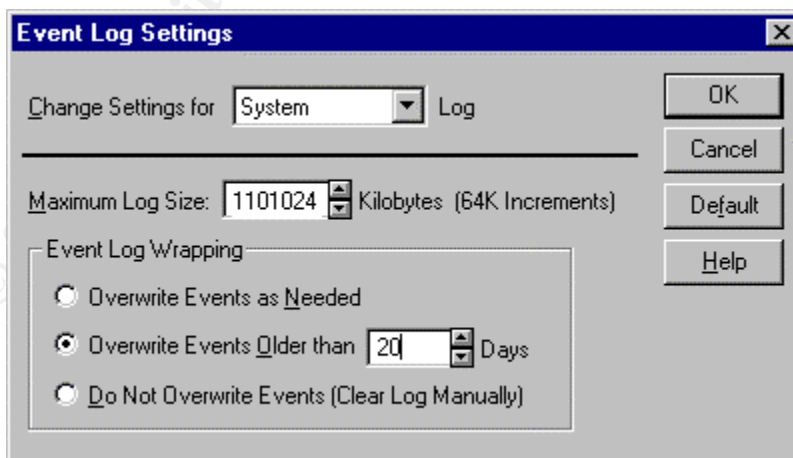 Event Log Settings
Change Settings for System Log
OK
Cancel
Maximum Log Size: 1101024 Kilobytes (64K Increments)
Default
Event Log Wrapping
Help
Overwrite Events as Needed
Overwrite Events Older than 20 Days
Do Not Overwrite Events (Clear Log Manually)